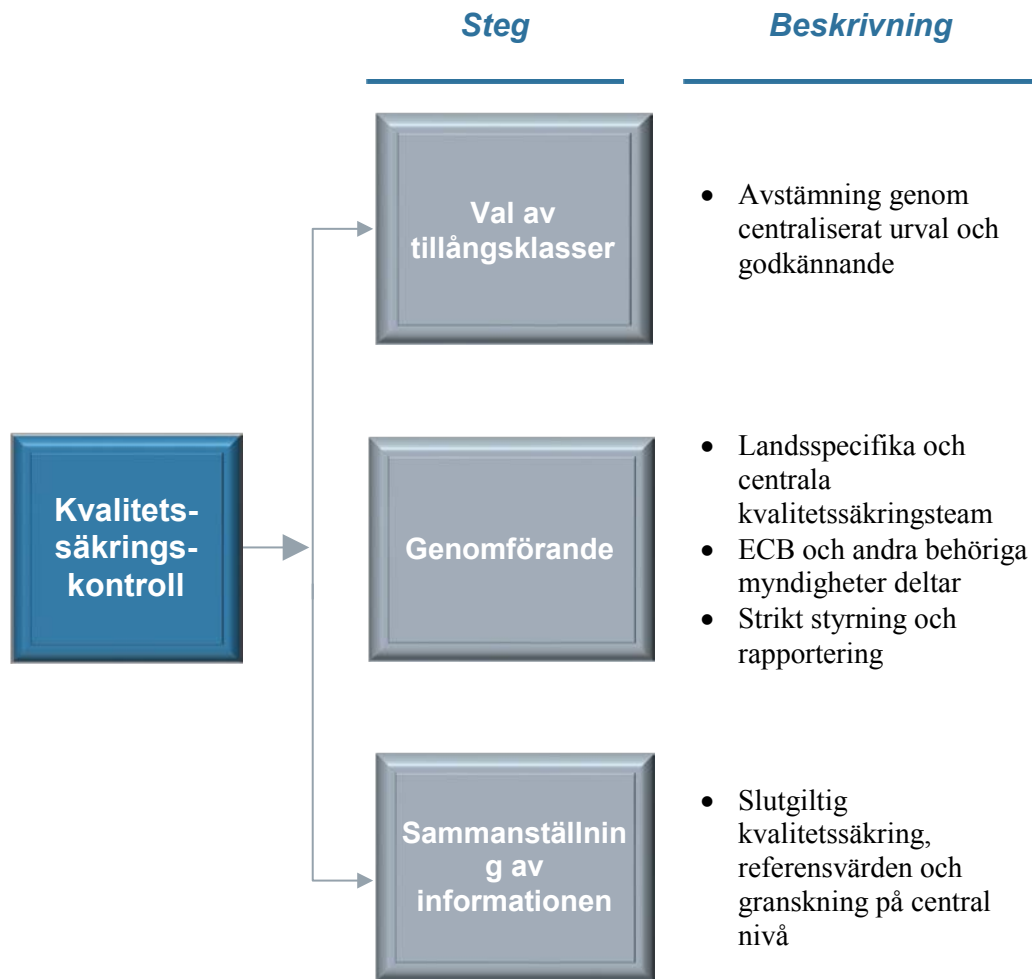 Steg
Beskrivning
Val av
tillångsklasser
• Avstämning genom
centraliserat urval och
godkännande
Kvalitets-
säkrings-
kontroll
Genomförande
• Landsspecifika och
centrala
kvalitetssäkringsteam
• ECB och andra behöriga
myndigheter deltar
• Strikt styrning och
rapportering
Sammanställnin
g av
informationen
• Slutgiltig
kvalitetssäkring,
referensvärden och
granskning på central
nivå